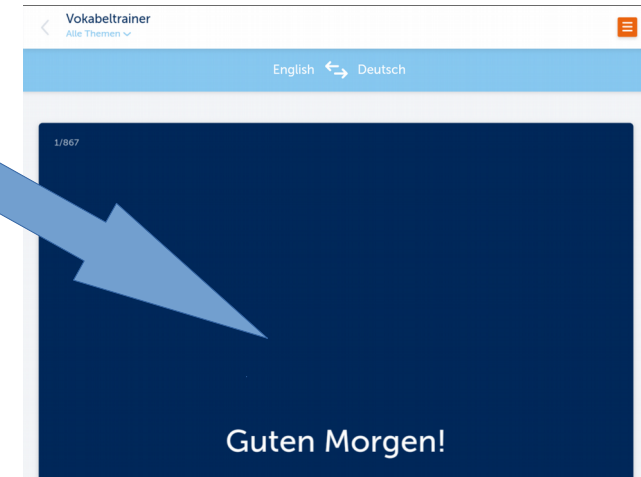 Vokabeltrainer
Alle Themen
English Deutsch
1/867
Guten Morgen!